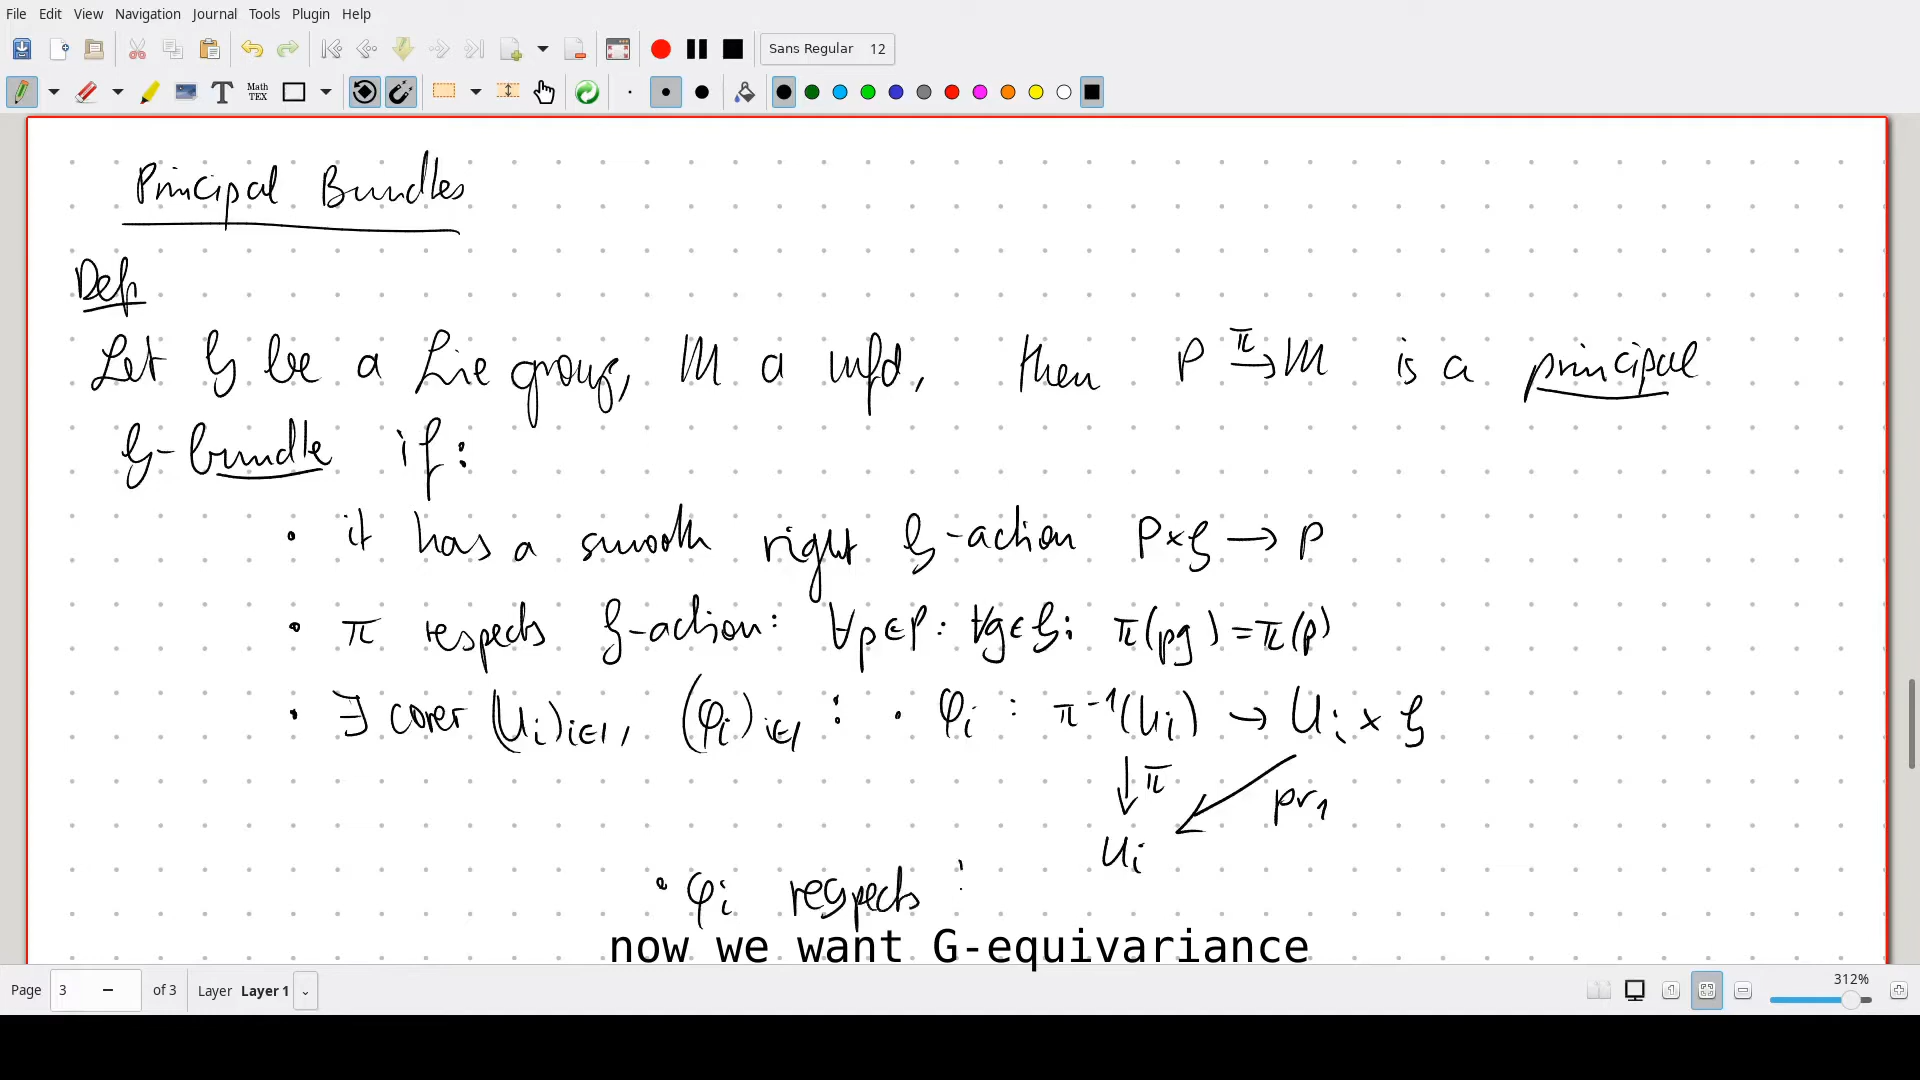 File Edit View Navigation Journal Tools Plugin Help
Sans Regular 12
Math TEX
Principal Bundles
Def
Let G be a Lie group, M a mfd, then P →^π M is a principal
G-bundle if:
• it has a smooth right G-action P×G → P
• π respects G-action: ∀p∈P: ∀g∈G: π(pg)=π(p)
• ∃ cover (Ui)i∈I, (φi)i∈I : • φi : π⁻¹(Ui) → Ui × G
↓π pr1
Ui
• φi respects :
now we want G-equivariance
Page 3 of 3 Layer Layer 1 312%